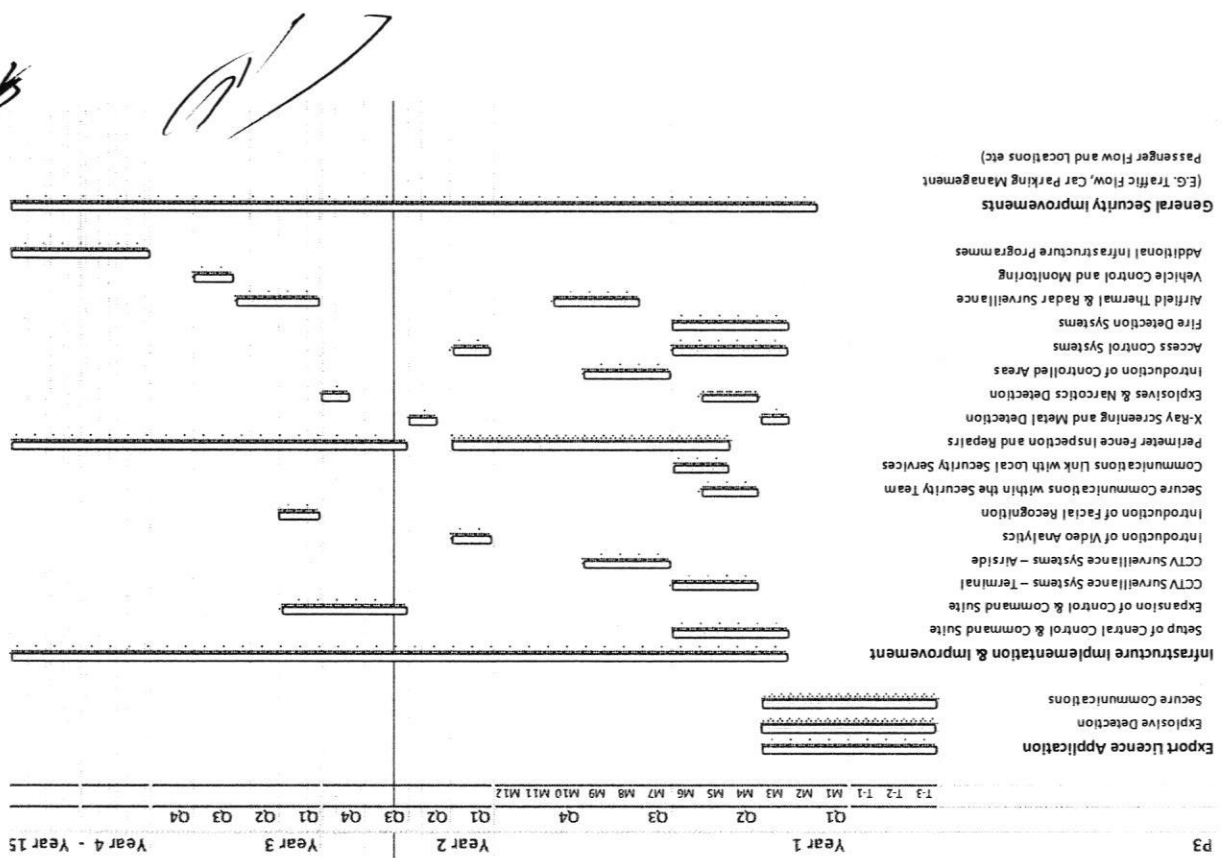 P3 Year 1 Year 2 Year 3 Year 4 - Year 15
Q1 Q2 Q3 Q4 Q1 Q2 Q3 Q4 Q1 Q2 Q3 Q4
T-3 T-2 T-1 M1 M2 M3 M4 M5 M6 M7 M8 M9 M10 M11 M12
Export Licence Application
Explosive Detection
Secure Communications
Infrastructure Implementation & Improvement
Setup of Central Control & Command Suite
Expansion of Control & Command Suite
CCTV Surveillance Systems – Terminal
CCTV Surveillance Systems – Airside
Introduction of Video Analytics
Introduction of Facial Recognition
Secure Communications within the Security Team
Communications Link with Local Security Services
Perimeter Fence Inspection and Repairs
X-Ray Screening and Metal Detection
Explosives & Narcotics Detection
Introduction of Controlled Areas
Access Control Systems
Fire Detection Systems
Airfield Thermal & Radar Surveillance
Vehicle Control and Monitoring
Additional Infrastructure Programmes
General Security Improvements
(E.G. Traffic Flow, Car Parking Management
Passenger Flow and Locations etc)